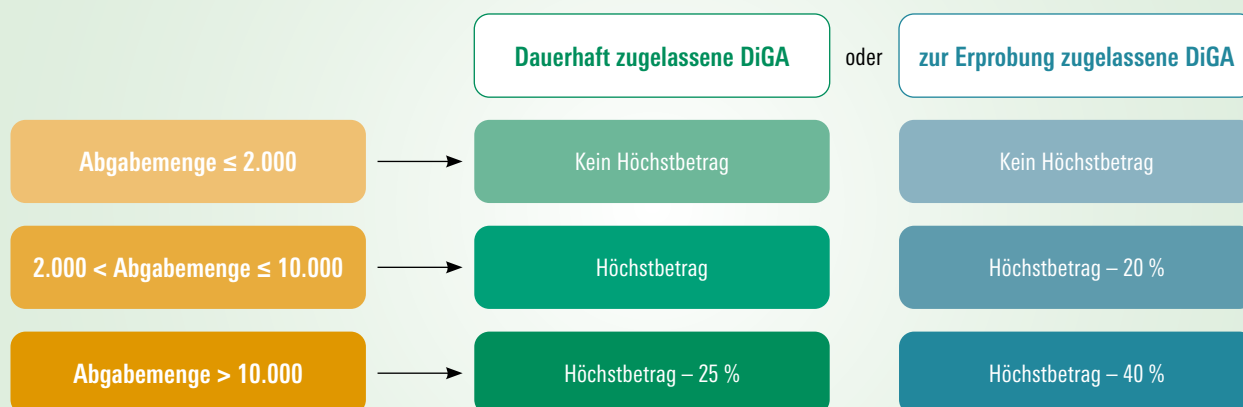 Dauerhaft zugelassene DiGA oder zur Erprobung zugelassene DiGA
Abgabemenge ≤ 2.000 Kein Höchstbetrag Kein Höchstbetrag
2.000 < Abgabemenge ≤ 10.000 Höchstbetrag Höchstbetrag – 20 %
Abgabemenge > 10.000 Höchstbetrag – 25 % Höchstbetrag – 40 %